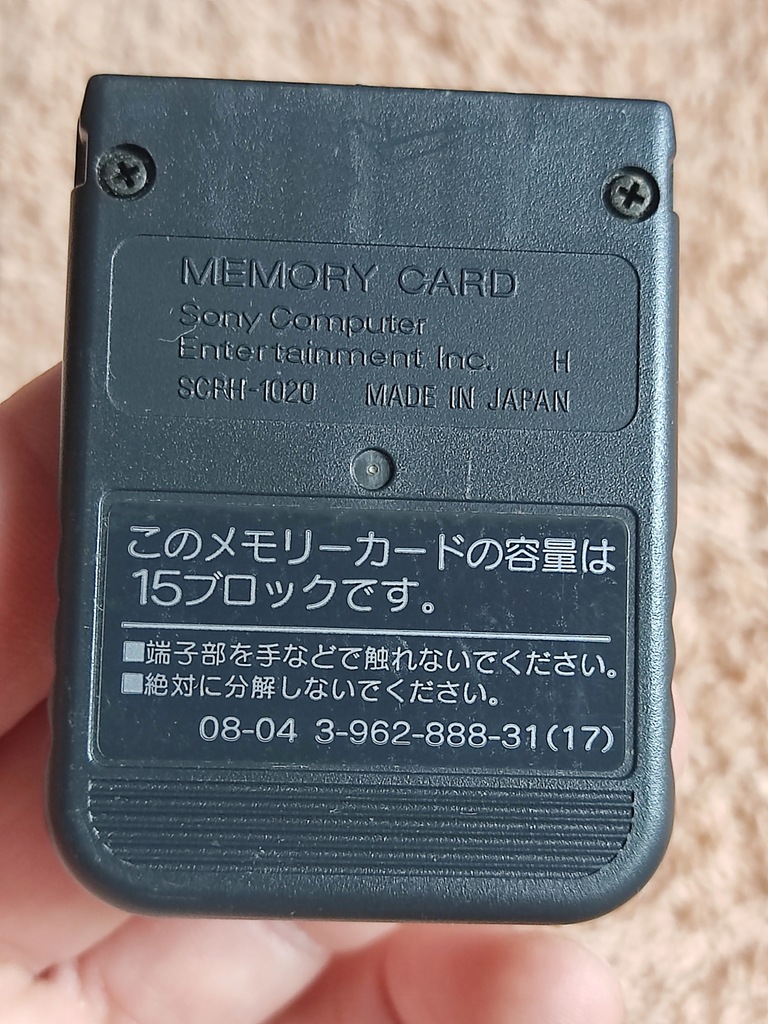 MEMORY CARD
Sony Computer
Entertainment Inc. H
SCRH-1020 MADE IN JAPAN
このメモリーカードの容量は
15ブロックです。
■端子部を手などで触れないでください。
■絶対に分解しないでください。
08-04 3-962-888-31(17)